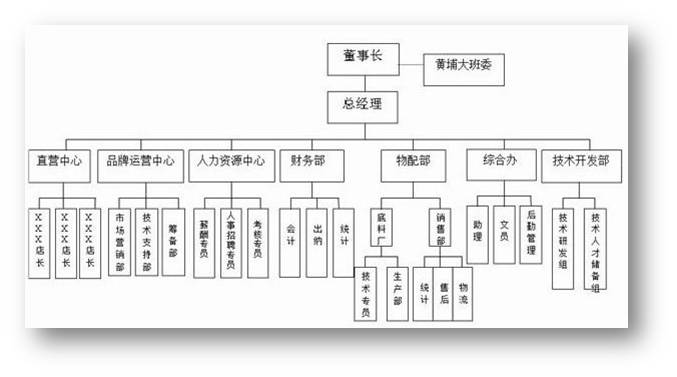 董事长
黄埔大班委
总经理
直营中心
品牌运营中心
人力资源中心
财务部
物配部
综合办
技术开发部
XXX店长
XXX店长
XXX店长
市场营销部
技术支持部
筹备部
薪酬专员
人事招聘专员
考核专员
会计
出纳
统计
底料厂
销售部
助理
文员
后勤管理
技术研发组
技术人才储备组
技术专员
生产部
统计
售后
物流